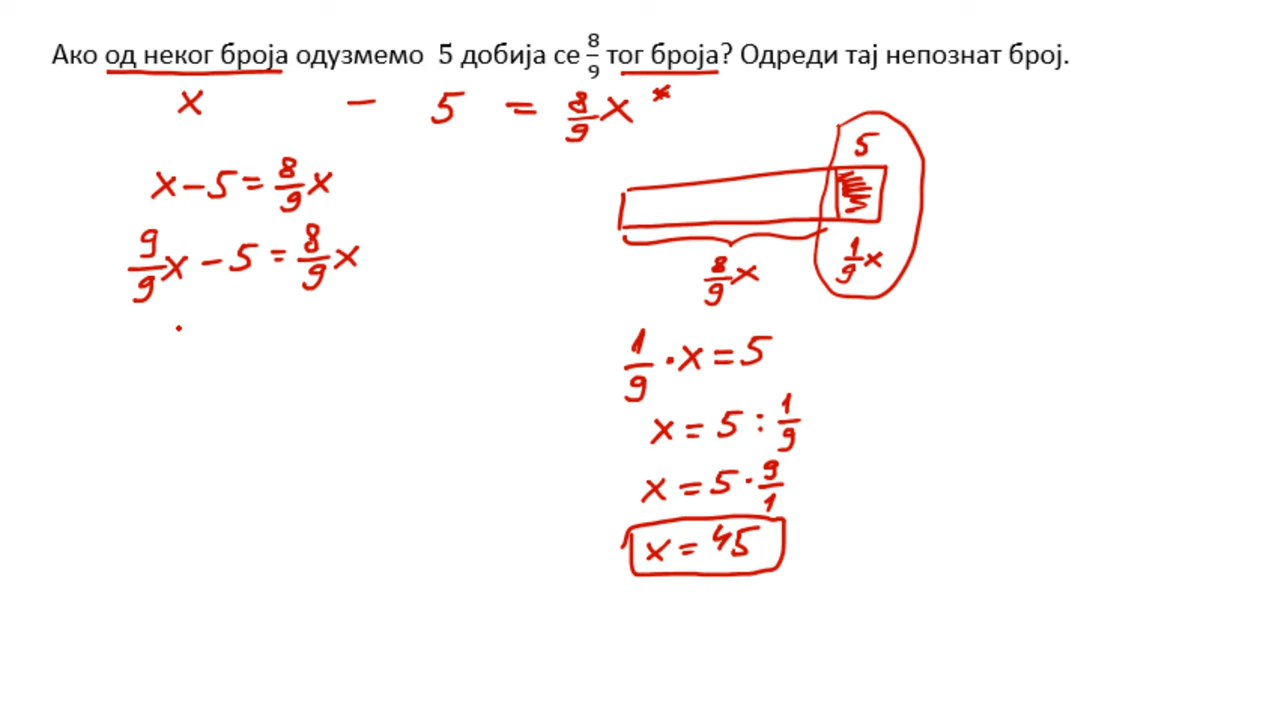 Ако од неког броја одузмемо 5 добија се 8/9 тог броја? Одреди тај непознат број.
x - 5 = 8/9 x *
x - 5 = 8/9 x
9/9 x - 5 = 8/9 x
5
8/9 x
1/9 x
1/9 · x = 5
x = 5 : 1/9
x = 5 · 9/1
x = 45